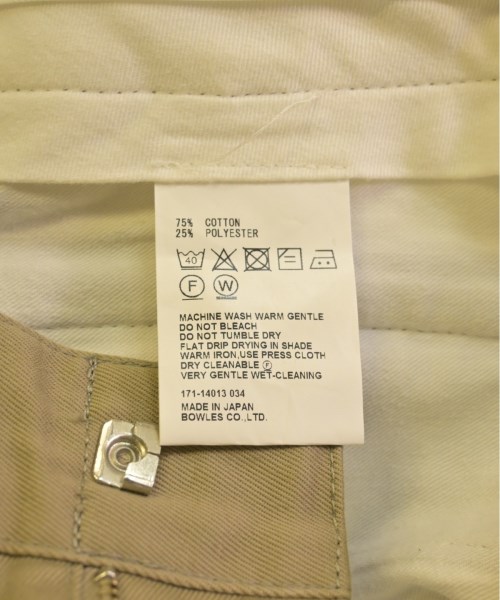 75% COTTON
25% POLYESTER
40
F W
MACHINE WASH WARM GENTLE
DO NOT BLEACH
DO NOT TUMBLE DRY
FLAT DRIP DRYING IN SHADE
WARM IRON,USE PRESS CLOTH
DRY CLEANABLE Ⓕ
VERY GENTLE WET-CLEANING
171-14013 034
MADE IN JAPAN
BOWLES CO.,LTD.